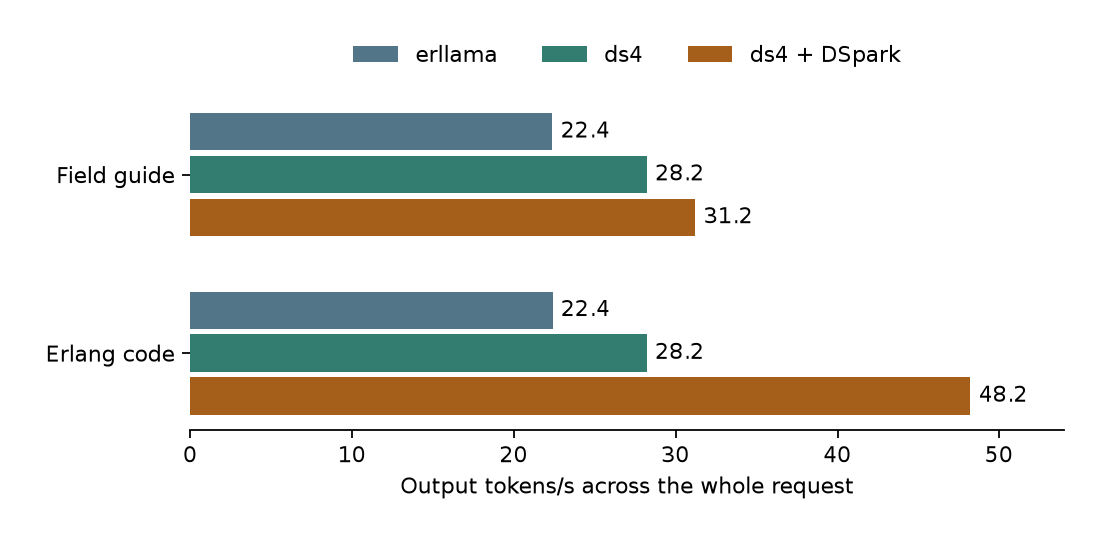 erllama ds4 ds4 + DSpark
Field guide
22.4
28.2
31.2
Erlang code
22.4
28.2
48.2
0 10 20 30 40 50
Output tokens/s across the whole request